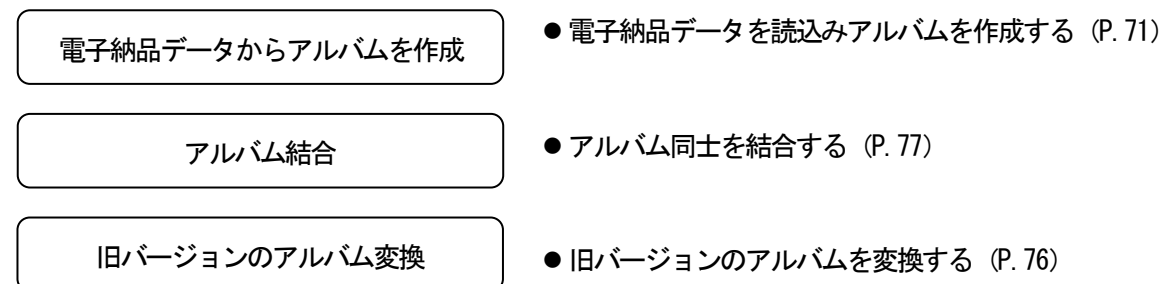 電子納品データからアルバムを作成
●電子納品データを読込みアルバムを作成する (P.71)
アルバム結合
●アルバム同士を結合する (P.77)
旧バージョンのアルバム変換
●旧バージョンのアルバムを変換する (P.76)